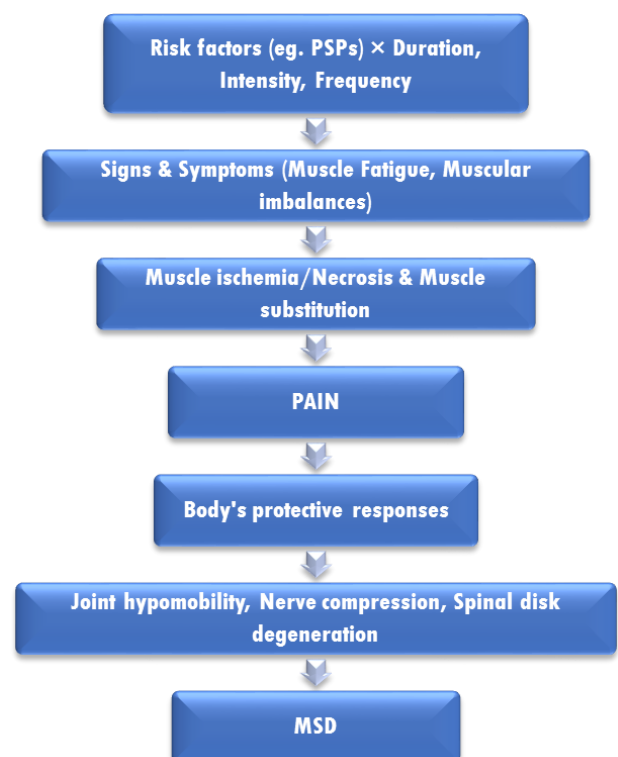 Risk factors (eg. PSPs) × Duration,
Intensity, Frequency
Signs & Symptoms (Muscle Fatigue, Muscular
imbalances)
Muscle ischemia/Necrosis & Muscle
substitution
PAIN
Body's protective responses
Joint hypomobility, Nerve compression, Spinal disk
degeneration
MSD